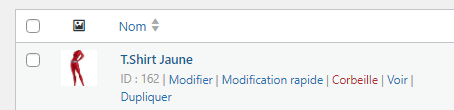 Nom
T.Shirt Jaune
ID : 162 | Modifier | Modification rapide | Corbeille | Voir |
Dupliquer